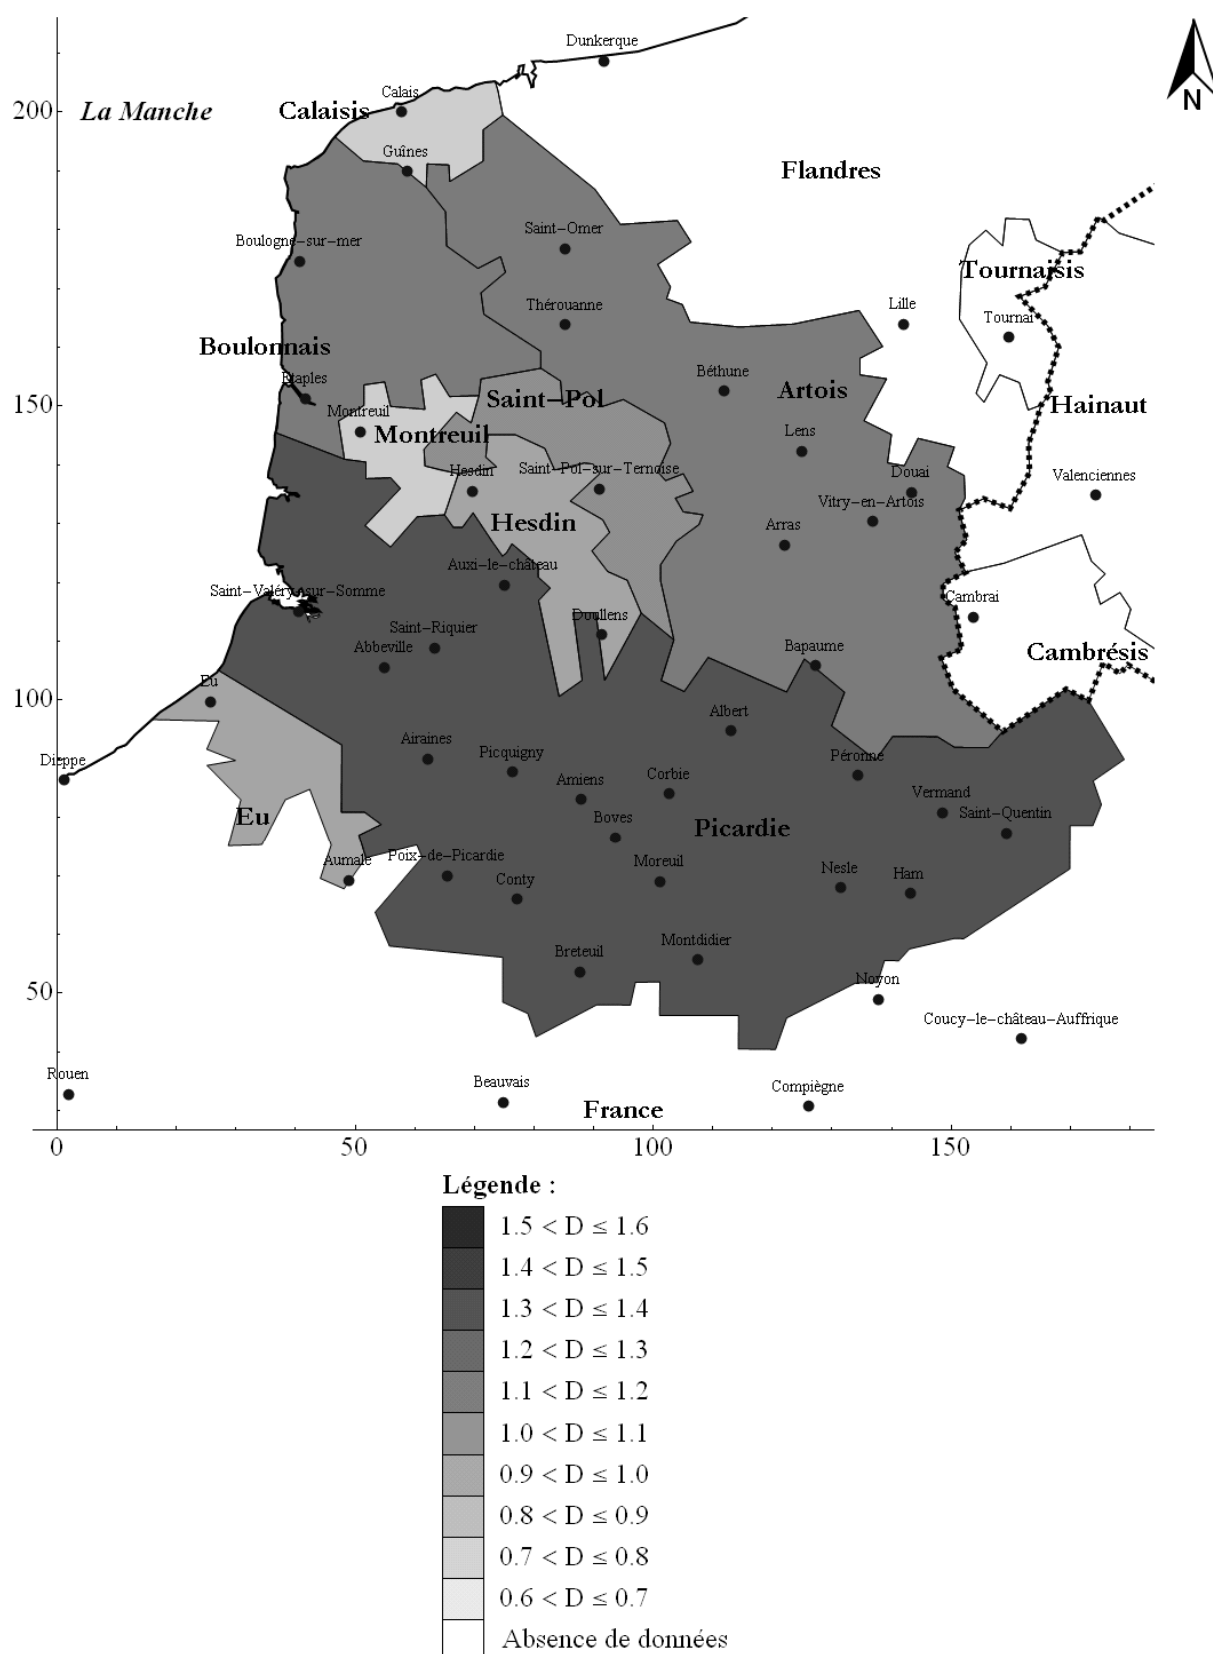 Dunkerque
N
200
La Manche
Calaisis
Calais
Guînes
Flandres
Saint-Omer
Boulogne-sur-mer
Tournaisis
Thérouanne
Lille
Tournai
Boulonnais
Etaples
Béthune
Artois
150
Saint-Pol
Hainaut
Montreuil
Montreuil
Lens
Hesdin
Saint-Pol-sur-Ternoise
Douai
Valenciennes
Vitry-en-Artois
Hesdin
Arras
Auxi-le-château
Saint-Valéry-sur-Somme
Cambrai
Doullens
Saint-Riquier
Abbeville
Bapaume
Cambrésis
100
Eu
Albert
Airaines
Picquigny
Dieppe
Péronne
Corbie
Amiens
Vermand
Saint-Quentin
Eu
Boves
Picardie
Aumale
Poix-de-Picardie
Moreuil
Nesle
Ham
Conty
Montdidier
Breteuil
50
Noyon
Coucy-le-château-Auffrique
Rouen
Beauvais
Compiègne
France
0 50 100 150
Légende :
1.5 < D ≤ 1.6
1.4 < D ≤ 1.5
1.3 < D ≤ 1.4
1.2 < D ≤ 1.3
1.1 < D ≤ 1.2
1.0 < D ≤ 1.1
0.9 < D ≤ 1.0
0.8 < D ≤ 0.9
0.7 < D ≤ 0.8
0.6 < D ≤ 0.7
Absence de données